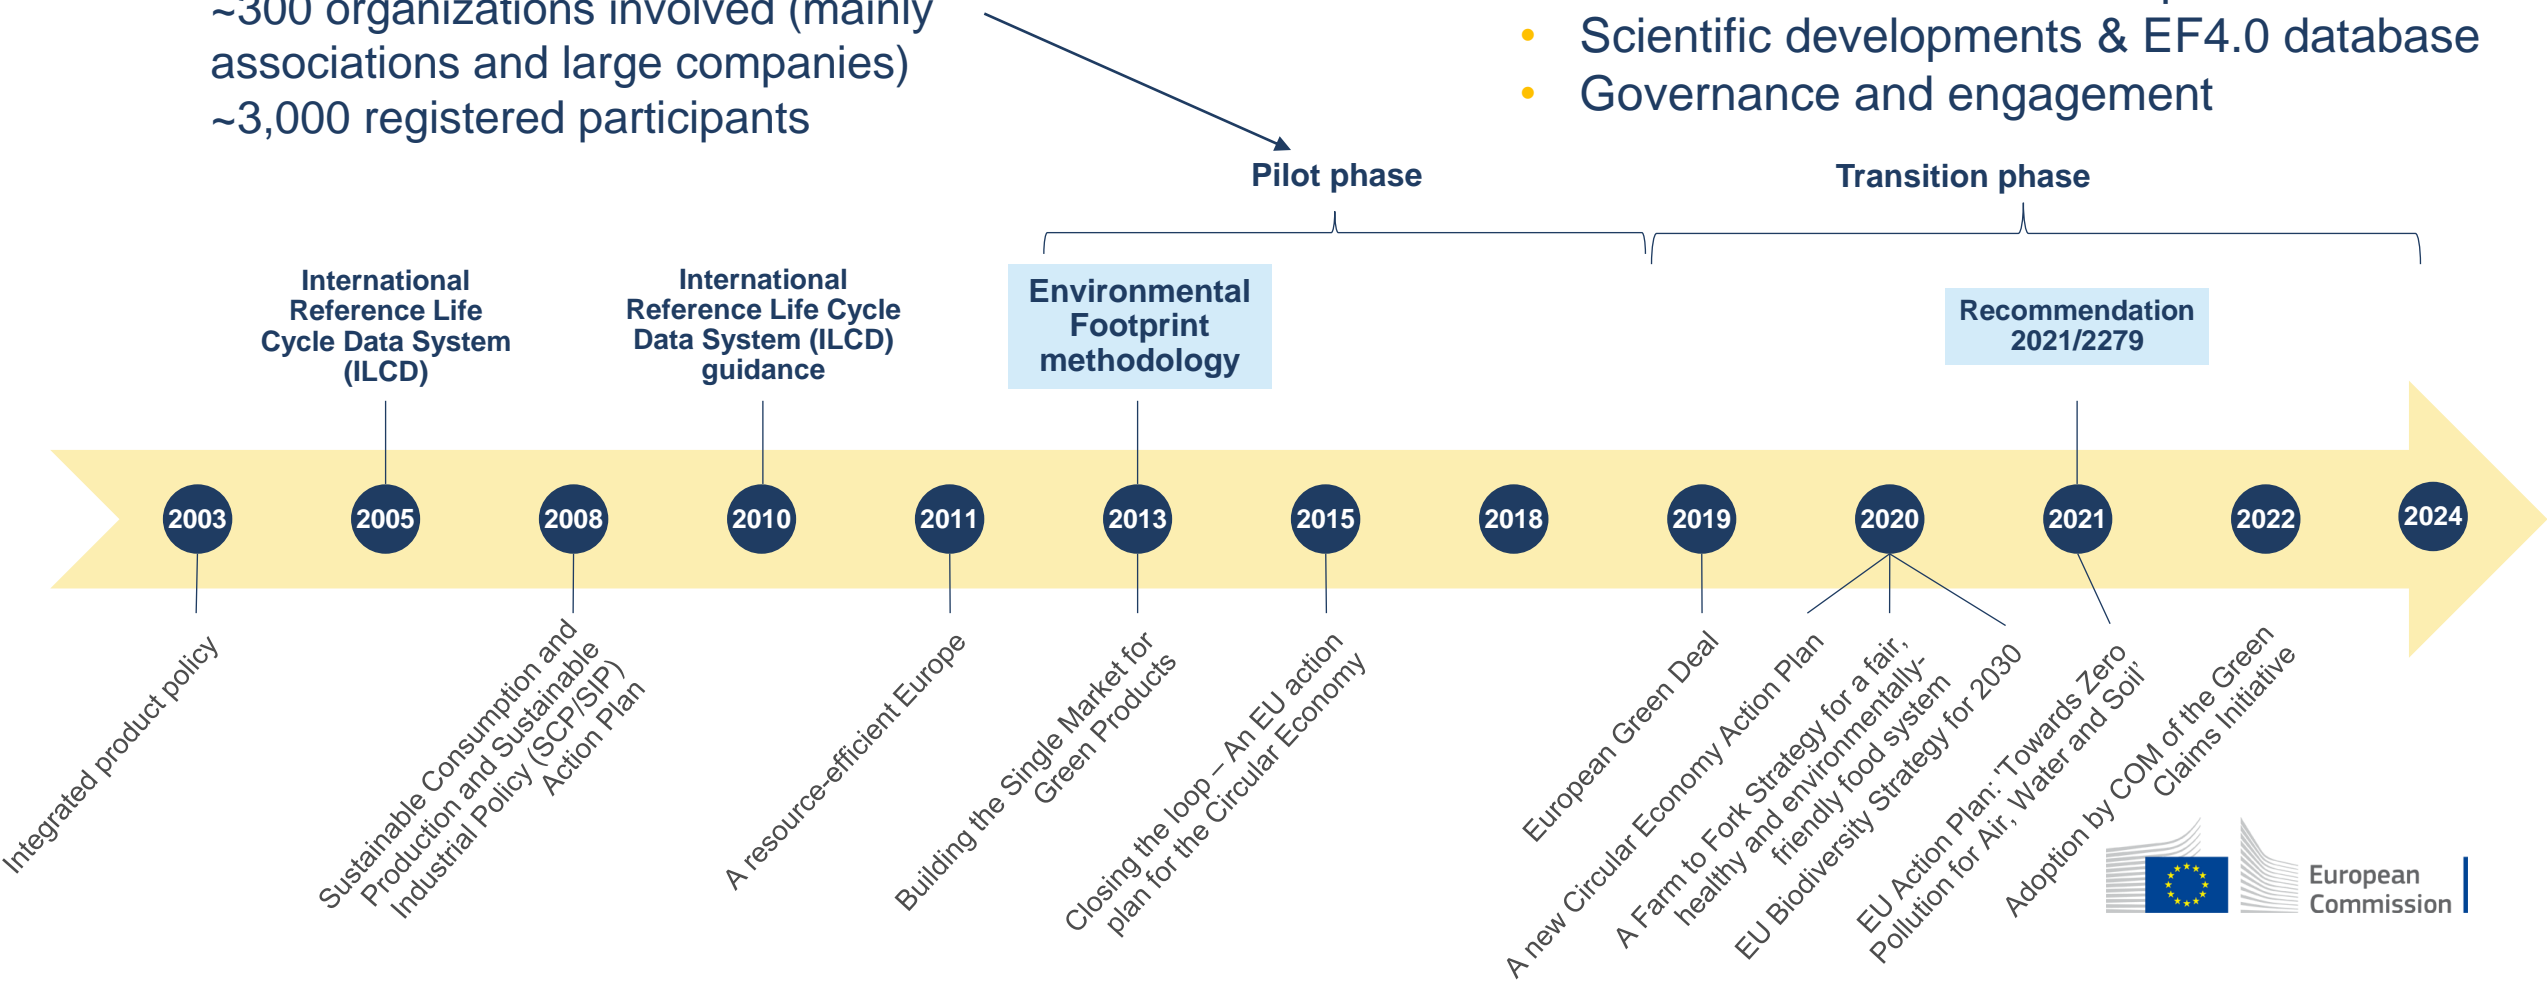 ~300 organizations involved (mainly
associations and large companies)
~3,000 registered participants
• Scientific developments & EF4.0 database
• Governance and engagement
Pilot phase
Transition phase
International
Reference Life
Cycle Data System
(ILCD)
International
Reference Life Cycle
Data System (ILCD)
guidance
Environmental
Footprint
methodology
Recommendation
2021/2279
2003
2005
2008
2010
2011
2013
2015
2018
2019
2020
2021
2022
2024
Integrated product policy
Sustainable Consumption and
Production and Sustainable
Industrial Policy (SCP/SIP)
Action Plan
A resource-efficient Europe
Building the Single Market for
Green Products
Closing the loop – An EU action
plan for the Circular Economy
European Green Deal
A new Circular Economy Action Plan
A Farm to Fork Strategy for a fair,
healthy and environmentally-
friendly food system
EU Biodiversity Strategy for 2030
EU Action Plan: 'Towards Zero
Pollution for Air, Water and Soil’
Adoption by COM of the Green
Claims Initiative
European
Commission